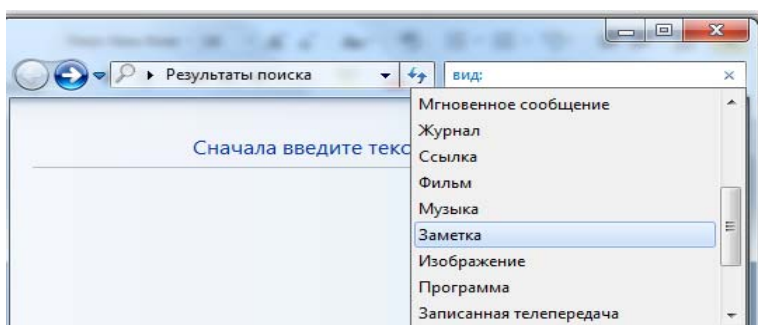 Результаты поиска
вид:
Сначала введите текс
Мгновенное сообщение
Журнал
Ссылка
Фильм
Музыка
Заметка
Изображение
Программа
Записанная телепередача